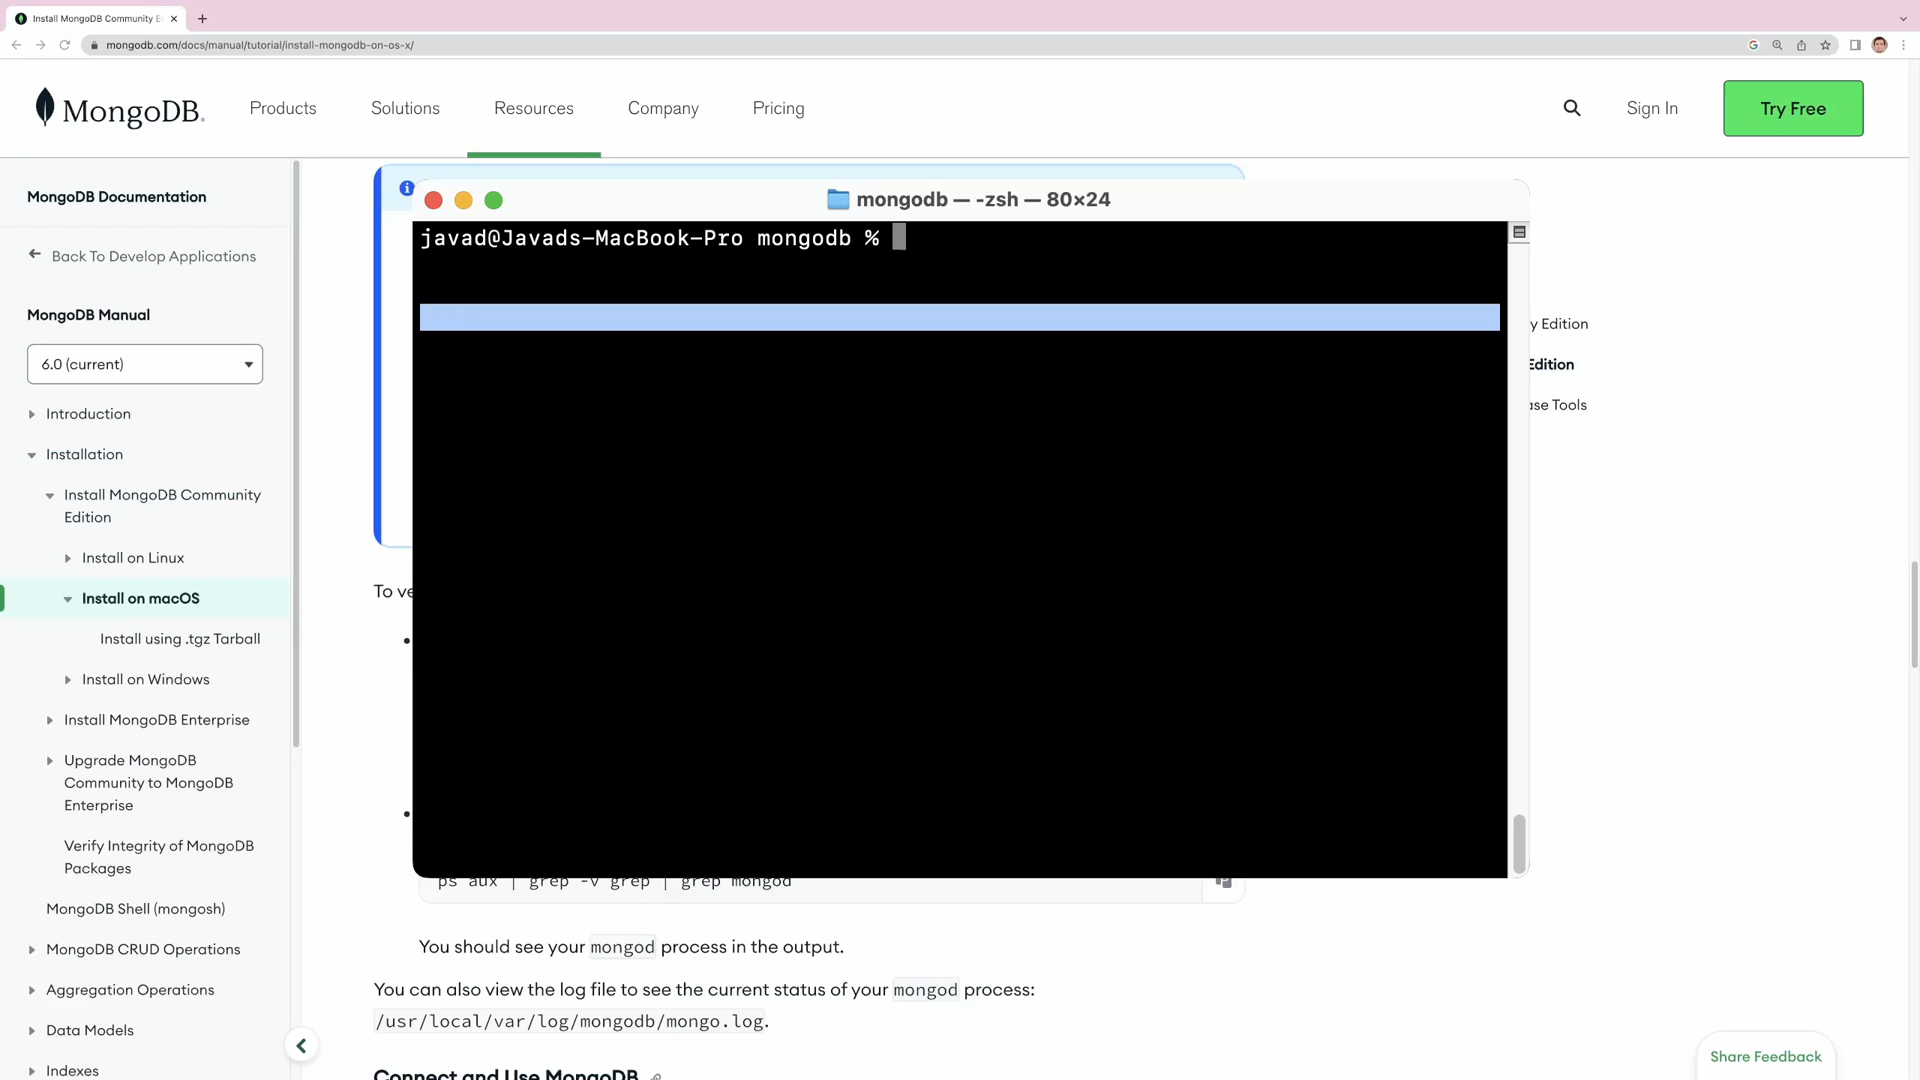 Install MongoDB Community E
mongodb.com/docs/manual/tutorial/install-mongodb-on-os-x/
MongoDB.
Products
Solutions
Resources
Company
Pricing
Sign In
Try Free
MongoDB Documentation
Back To Develop Applications
MongoDB Manual
6.0 (current)
Introduction
Installation
Install MongoDB Community
Edition
Install on Linux
Install on macOS
Install using .tgz Tarball
Install on Windows
Install MongoDB Enterprise
Upgrade MongoDB
Community to MongoDB
Enterprise
Verify Integrity of MongoDB
Packages
MongoDB Shell (mongosh)
MongoDB CRUD Operations
Aggregation Operations
Data Models
Indexes
mongodb — -zsh — 80×24
javad@Javads-MacBook-Pro mongodb %
y Edition
Edition
ase Tools
To ve
ps aux | grep -v grep | grep mongod
You should see your mongod process in the output.
You can also view the log file to see the current status of your mongod process:
/usr/local/var/log/mongodb/mongo.log.
Connect and Use MongoDB
Share Feedback